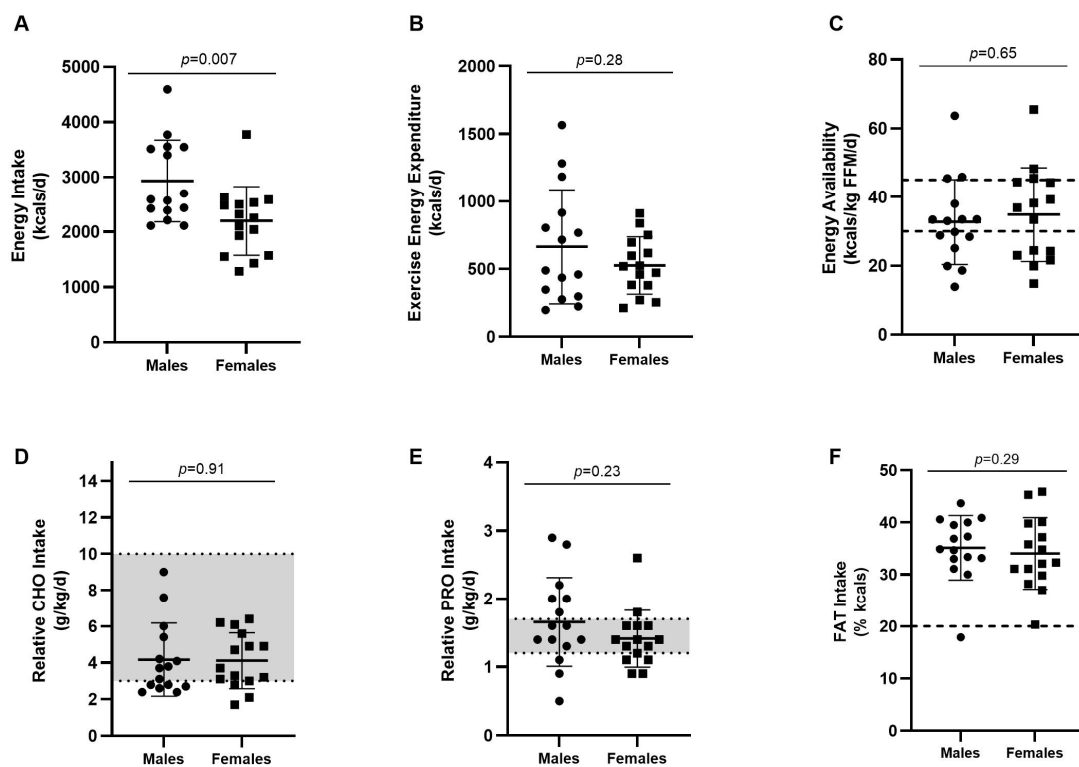 A
p=0.007
Energy Intake
(kcals/d)
5000
4000
3000
2000
1000
0
Males Females
B
p=0.28
Exercise Energy Expenditure
(kcals/d)
2000
1500
1000
500
0
Males Females
C
p=0.65
Energy Availability
(kcals/kg FFM/d)
80
60
40
20
0
Males Females
D
p=0.91
Relative CHO Intake
(g/kg/d)
14
12
10
8
6
4
2
0
Males Females
E
p=0.23
Relative PRO Intake
(g/kg/d)
4
3
2
1
0
Males Females
F
p=0.29
FAT Intake
(% kcals)
50
40
30
20
10
0
Males Females